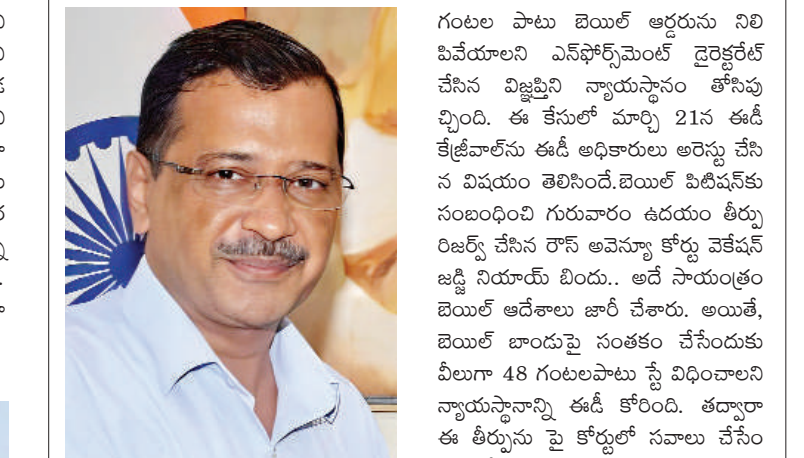 గంటల పాటు బెయిల్ ఆర్డరును నిలి
పివేయాలని ఎన్‌ఫోర్స్‌మెంట్ డైరెక్టరేట్
చేసిన విజ్ఞప్తిని న్యాయస్థానం తోసిపు
చ్చింది. ఈ కేసులో మార్చి 21న ఈడీ
కేజ్రీవాల్‌ను ఈడీ అధికారులు అరెస్టు చేసి
న విషయం తెలిసిందే.బెయిల్ పిటిషన్‌కు
సంబంధించి గురువారం ఉదయం తీర్పు
రిజర్వ్ చేసిన రౌస్ అవెన్యూ కోర్టు వెకేషన్
జడ్జి నియాయ్ బిందు.. అదే సాయంత్రం
బెయిల్ ఆదేశాలు జారీ చేశారు. అయితే,
బెయిల్ బాండుపై సంతకం చేసేందుకు
వీలుగా 48 గంటలపాటు స్టే విధించాలని
న్యాయస్థానాన్ని ఈడీ కోరింది. తద్వారా
ఈ తీర్పును పై కోర్టులో సవాలు చేసేం